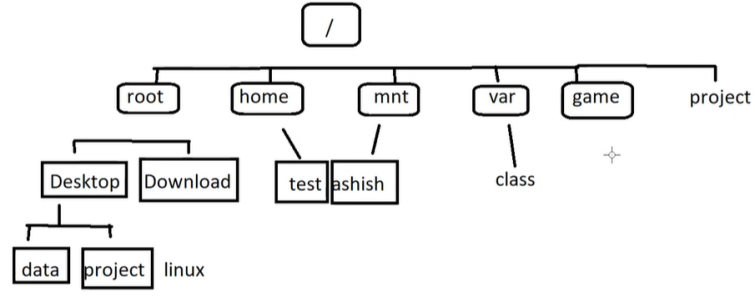 /
root home mnt var game project
Desktop Download test ashish class
data project linux